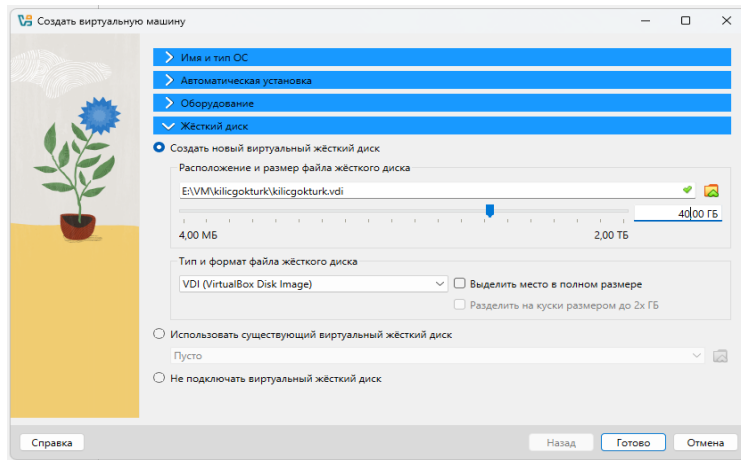 Создать виртуальную машину
Имя и тип ОС
Автоматическая установка
Оборудование
Жёсткий диск
Создать новый виртуальный жёсткий диск
Расположение и размер файла жёсткого диска
E:\VM\kilicgokturk\kilicgokturk.vdi
40,00 ГБ
4,00 МБ 2,00 ТБ
Тип и формат файла жёсткого диска
VDI (VirtualBox Disk Image) Выделить место в полном размере
Разделить на куски размером до 2х ГБ
Использовать существующий виртуальный жёсткий диск
Пусто
Не подключать виртуальный жёсткий диск
Справка Назад Готово Отмена